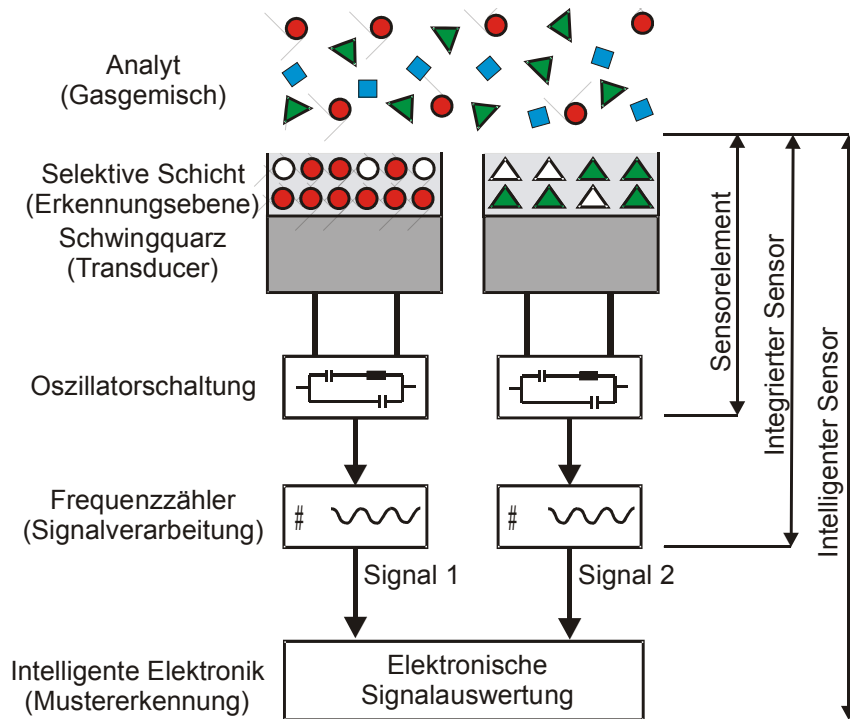 Analyt
(Gasgemisch)
Selektive Schicht
(Erkennungsebene)
Schwingquarz
(Transducer)
Oszillatorschaltung
Frequenzzähler
(Signalverarbeitung)
#
#
Signal 1
Signal 2
Intelligente Elektronik
(Mustererkennung)
Elektronische
Signalauswertung
Sensorelement
Integrierter Sensor
Intelligenter Sensor